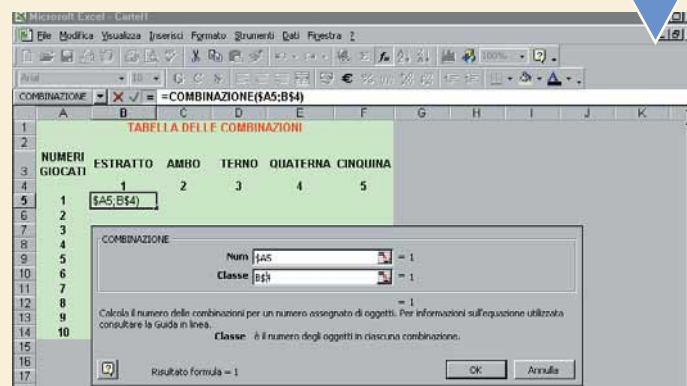 Microsoft Excel - Cartel1
File Modifica Visualizza Inserisci Formato Strumenti Dati Finestra ?
Arial 10 G C S
COMBINAZIONE =COMBINAZIONE($A5;B$4)
A B C D E F G H I J K
1 TABELLA DELLE COMBINAZIONI
2
3 NUMERI GIOCATI ESTRATTO AMBO TERNO QUATERNA CINQUINA
4 1 2 3 4 5
5 1 $A5;B$4)
6 2
7 3
8 4
9 5
10 6
11 7
12 8
13 9
14 10
15
16
17
COMBINAZIONE
Num $A5 = 1
Classe B$4 = 1
= 1
Calcola il numero delle combinazioni per un numero assegnato di oggetti. Per informazioni sull'equazione utilizzata
consultare la Guida in linea.
Classe è il numero degli oggetti in ciascuna combinazione.
Risultato formula = 1
OK Annulla